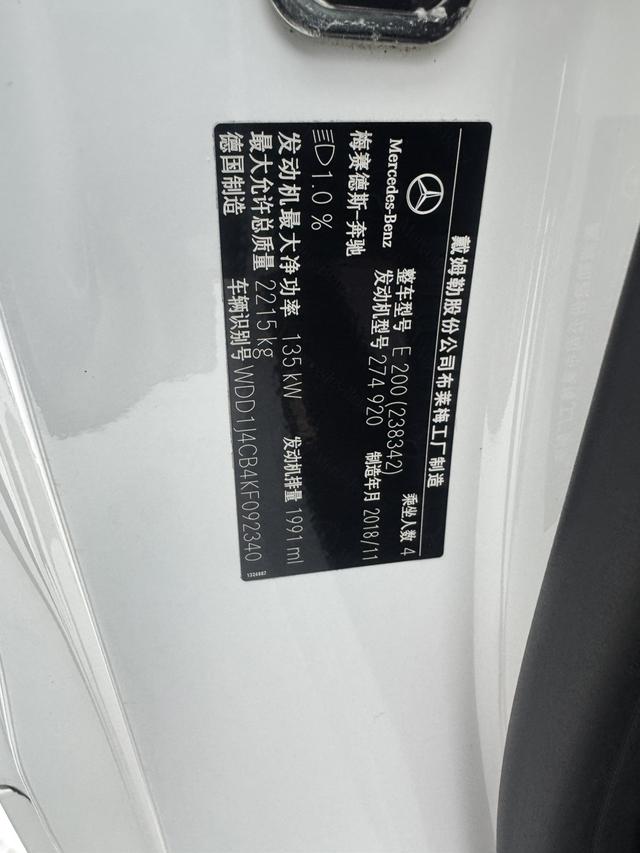 戴姆勒股份公司布莱梅工厂制造
Mercedes-Benz
梅赛德斯-奔驰
整车型号 E 200(238342) 乘坐人数 4
发动机型号 274 920 制造年月 2018/11
1.0 %
发动机最大净功率 135 kW 发动机排量 1991 ml
最大允许总质量 2215 kg
德国制造 车辆识别号 WDD1J4CB4KF092340